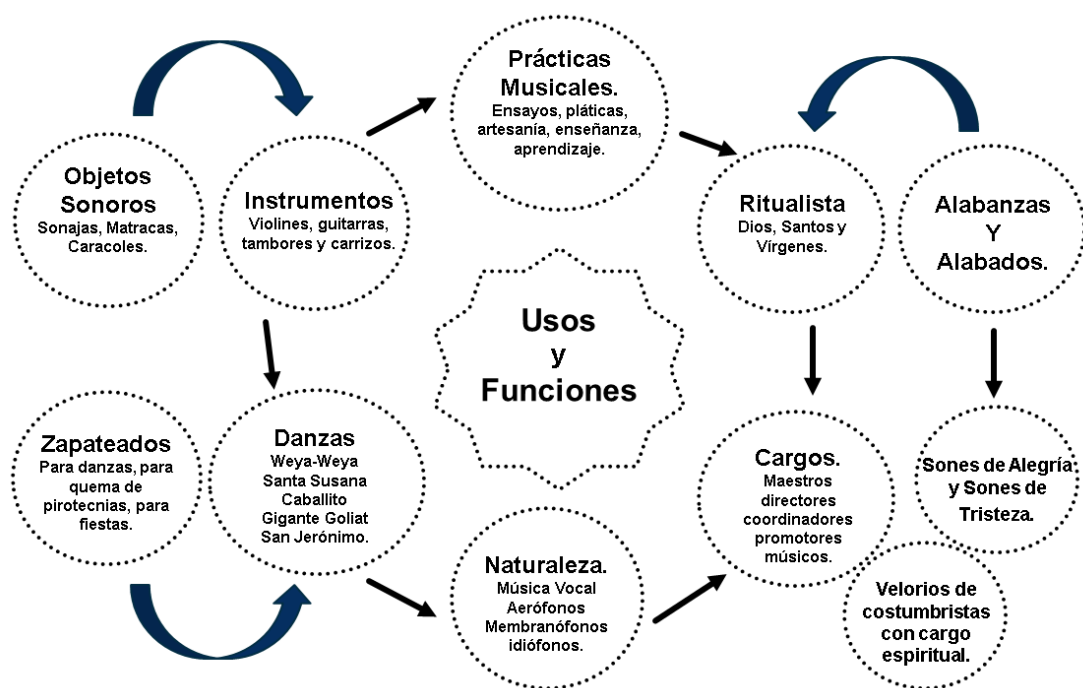 Prácticas
Musicales.
Ensayos, pláticas,
artesanía, enseñanza,
aprendizaje.
Objetos
Sonoros
Sonajas, Matracas,
Caracoles.
Instrumentos
Violines, guitarras,
tambores y carrizos.
Ritualista
Dios, Santos y
Vírgenes.
Alabanzas
Y
Alabados.
Usos
y
Funciones
Zapateados
Para danzas, para
quema de
pirotecnias, para
fiestas.
Danzas
Weya-Weya
Santa Susana
Caballito
Gigante Goliat
San Jerónimo.
Naturaleza.
Música Vocal
Aerófonos
Membranófonos
idiófonos.
Cargos.
Maestros
directores
coordinadores
promotores
músicos.
Sones de Alegría
y Sones de
Tristeza.
Velorios de
costumbristas
con cargo
espiritual.